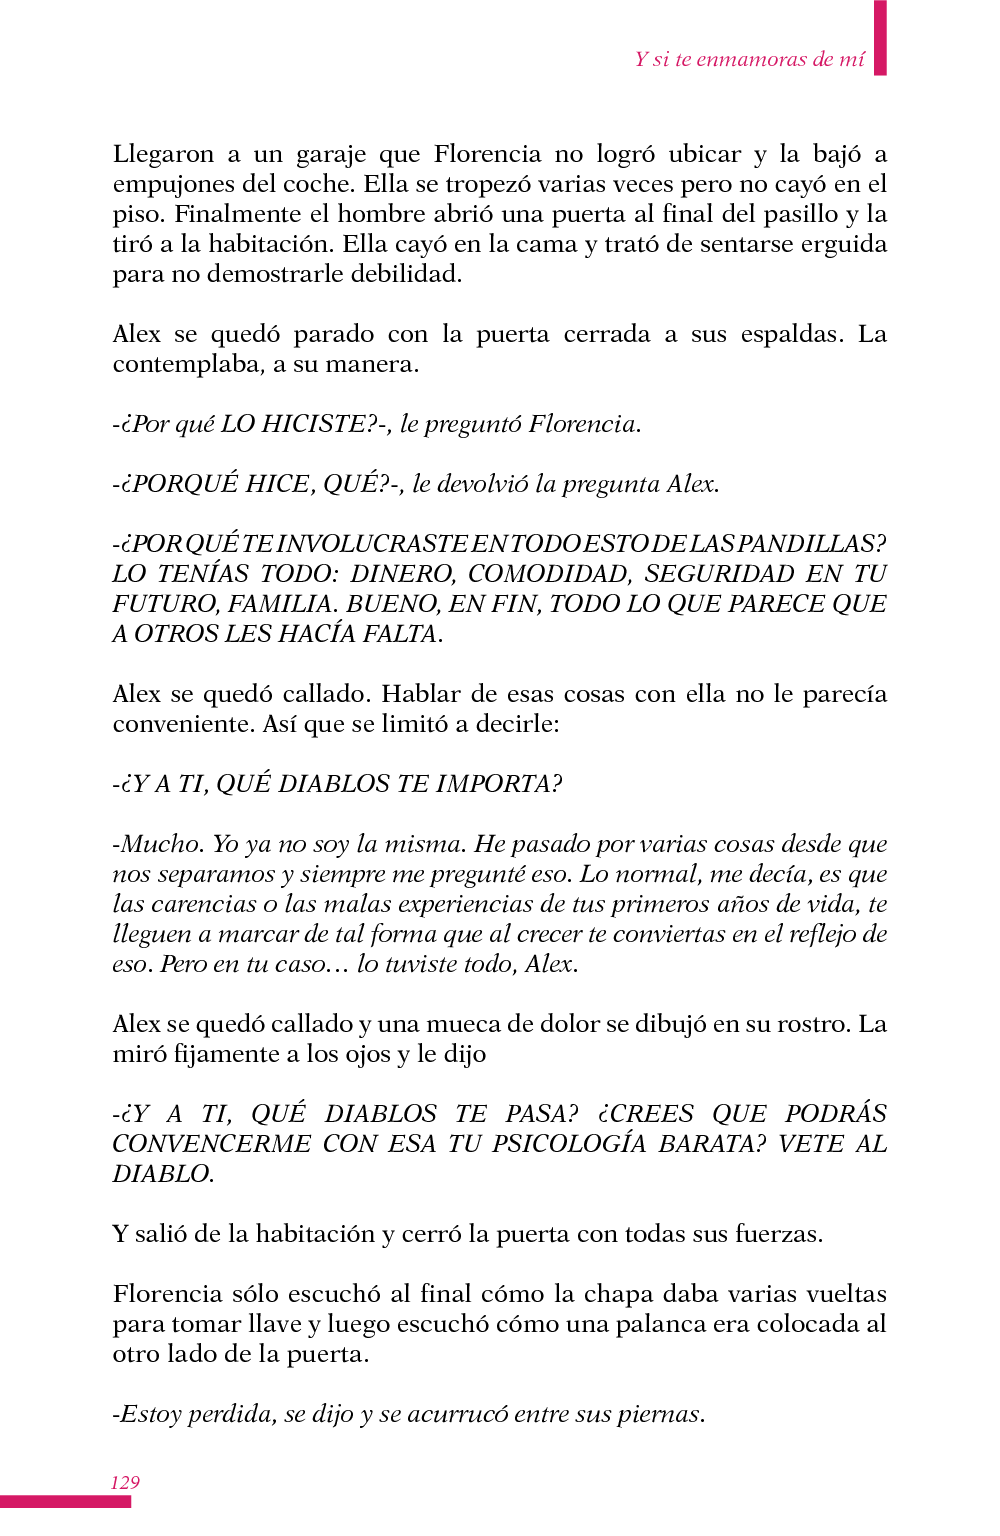 Y si te enmamoras de mí
Llegaron a un garaje que Florencia no logró ubicar y la bajó a
empujones del coche. Ella se tropezó varias veces pero no cayó en el
piso. Finalmente el hombre abrió una puerta al final del pasillo y la
tiró a la habitación. Ella cayó en la cama y trató de sentarse erguida
para no demostrarle debilidad.
Alex se quedó parado con la puerta cerrada a sus espaldas. La
contemplaba, a su manera.
-¿Por qué LO HICISTE?-, le preguntó Florencia.
-¿PORQUÉ HICE, QUÉ?-, le devolvió la pregunta Alex.
-¿POR QUÉ TE INVOLUCRASTE EN TODO ESTO DE LAS PANDILLAS?
LO TENÍAS TODO: DINERO, COMODIDAD, SEGURIDAD EN TU
FUTURO, FAMILIA. BUENO, EN FIN, TODO LO QUE PARECE QUE
A OTROS LES HACÍA FALTA.
Alex se quedó callado. Hablar de esas cosas con ella no le parecía
conveniente. Así que se limitó a decirle:
-¿Y A TI, QUÉ DIABLOS TE IMPORTA?
-Mucho. Yo ya no soy la misma. He pasado por varias cosas desde que
nos separamos y siempre me pregunté eso. Lo normal, me decía, es que
las carencias o las malas experiencias de tus primeros años de vida, te
lleguen a marcar de tal forma que al crecer te conviertas en el reflejo de
eso. Pero en tu caso… lo tuviste todo, Alex.
Alex se quedó callado y una mueca de dolor se dibujó en su rostro. La
miró fijamente a los ojos y le dijo
-¿Y A TI, QUÉ DIABLOS TE PASA? ¿CREES QUE PODRÁS
CONVENCERME CON ESA TU PSICOLOGÍA BARATA? VETE AL
DIABLO.
Y salió de la habitación y cerró la puerta con todas sus fuerzas.
Florencia sólo escuchó al final cómo la chapa daba varias vueltas
para tomar llave y luego escuchó cómo una palanca era colocada al
otro lado de la puerta.
-Estoy perdida, se dijo y se acurrucó entre sus piernas.
129